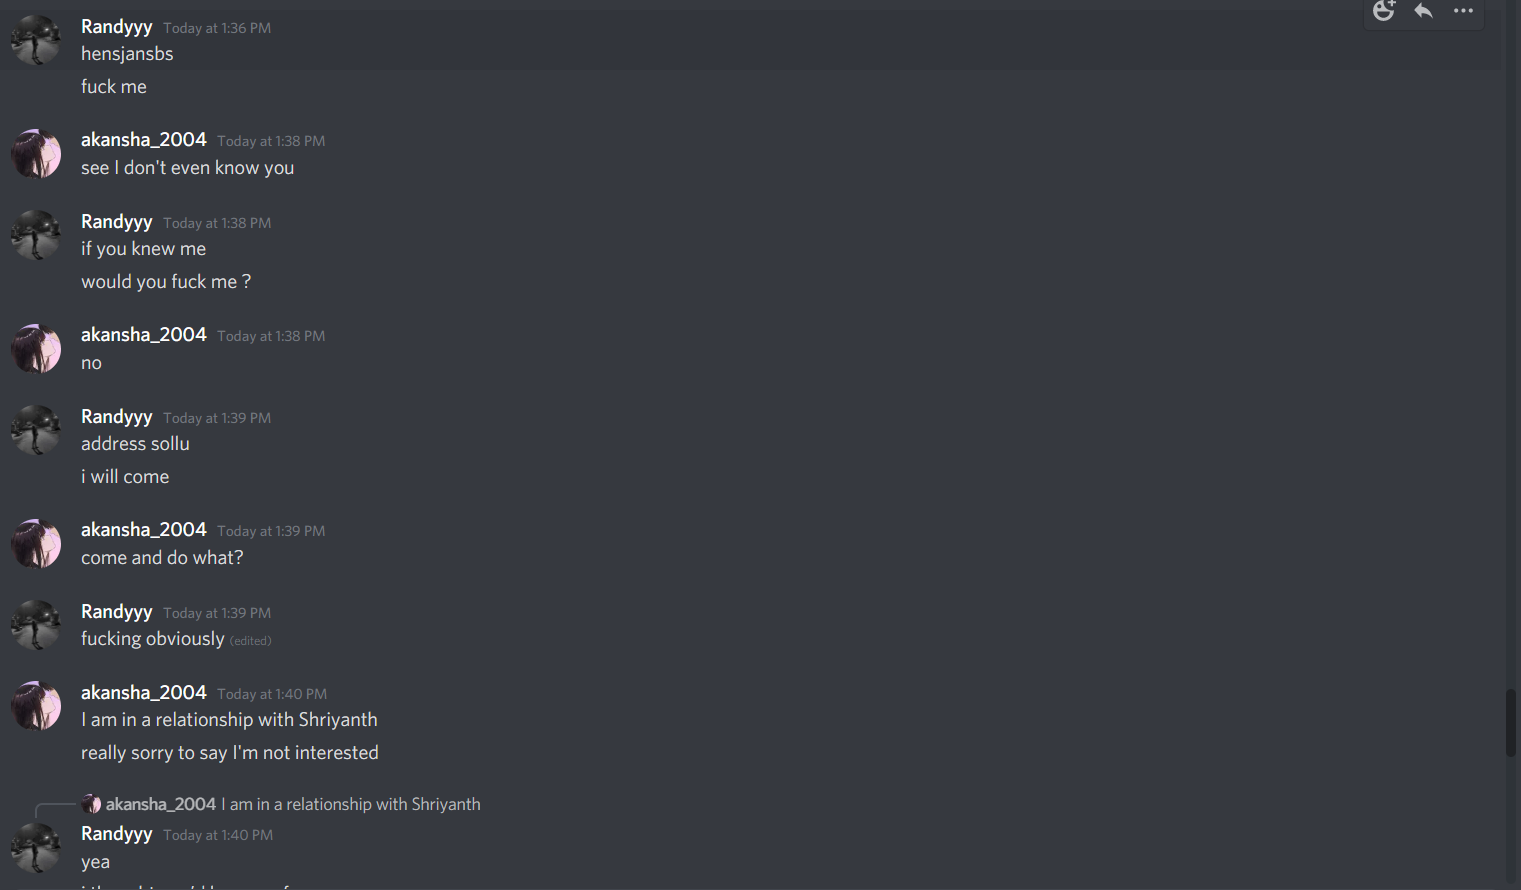 Randyyy Today at 1:36 PM
hensjansbs
fuck me
akansha_2004 Today at 1:38 PM
see I don't even know you
Randyyy Today at 1:38 PM
if you knew me
would you fuck me ?
akansha_2004 Today at 1:38 PM
no
Randyyy Today at 1:39 PM
address sollu
i will come
akansha_2004 Today at 1:39 PM
come and do what?
Randyyy Today at 1:39 PM
fucking obviously (edited)
akansha_2004 Today at 1:40 PM
I am in a relationship with Shriyanth
really sorry to say I'm not interested
akansha_2004 I am in a relationship with Shriyanth
Randyyy Today at 1:40 PM
yea